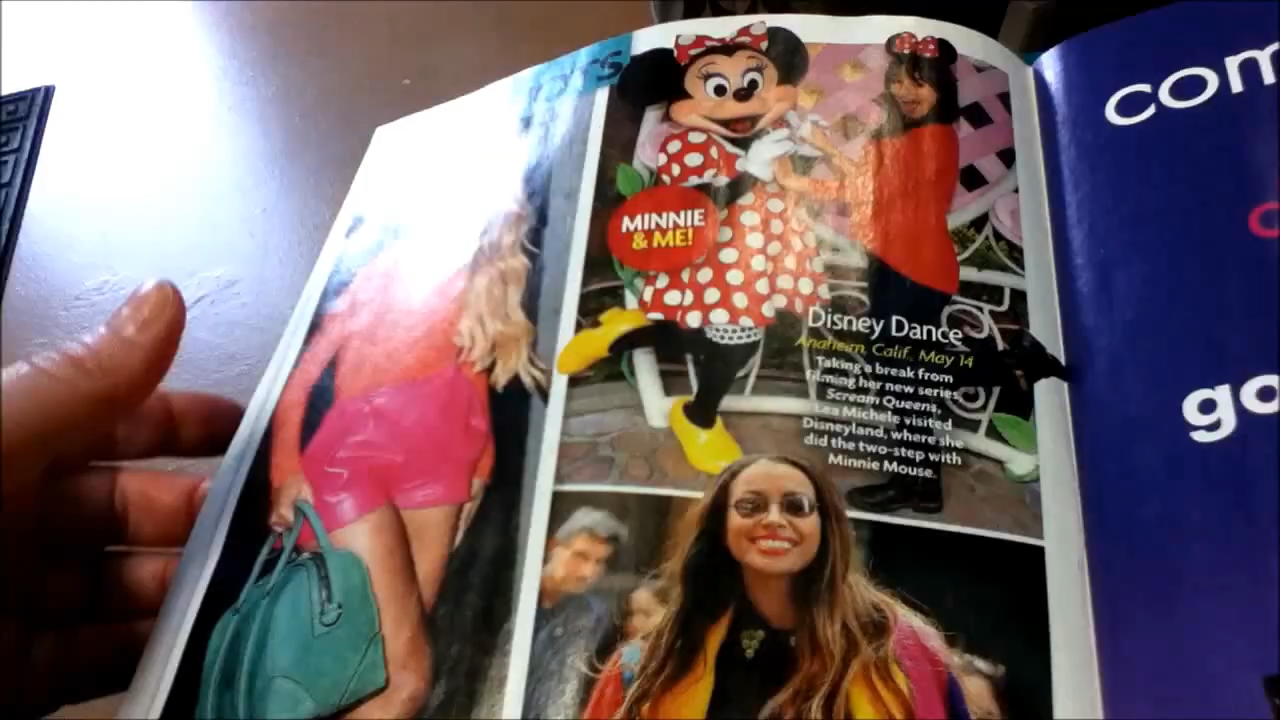 MINNIE
& ME!
Disney Dance
Anaheim, Calif., May 14
Taking a break from
filming her new series,
Scream Queens,
Lea Michele visited
Disneyland, where she
did the two-step with
Minnie Mouse.
com
go